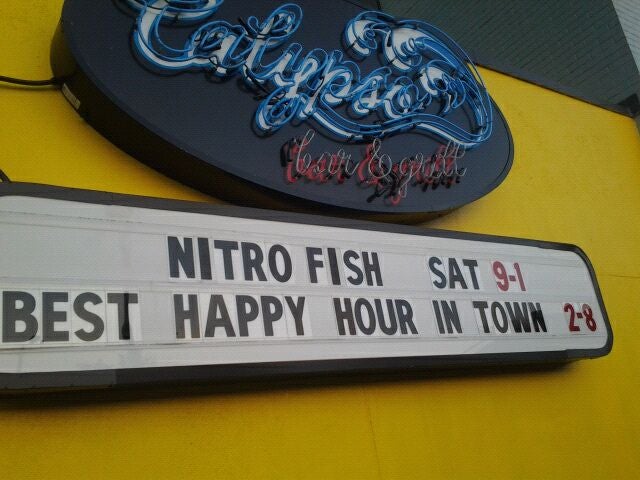 Calypso
bar & grill
NITRO FISH SAT 9-1
BEST HAPPY HOUR IN TOWN 2-8